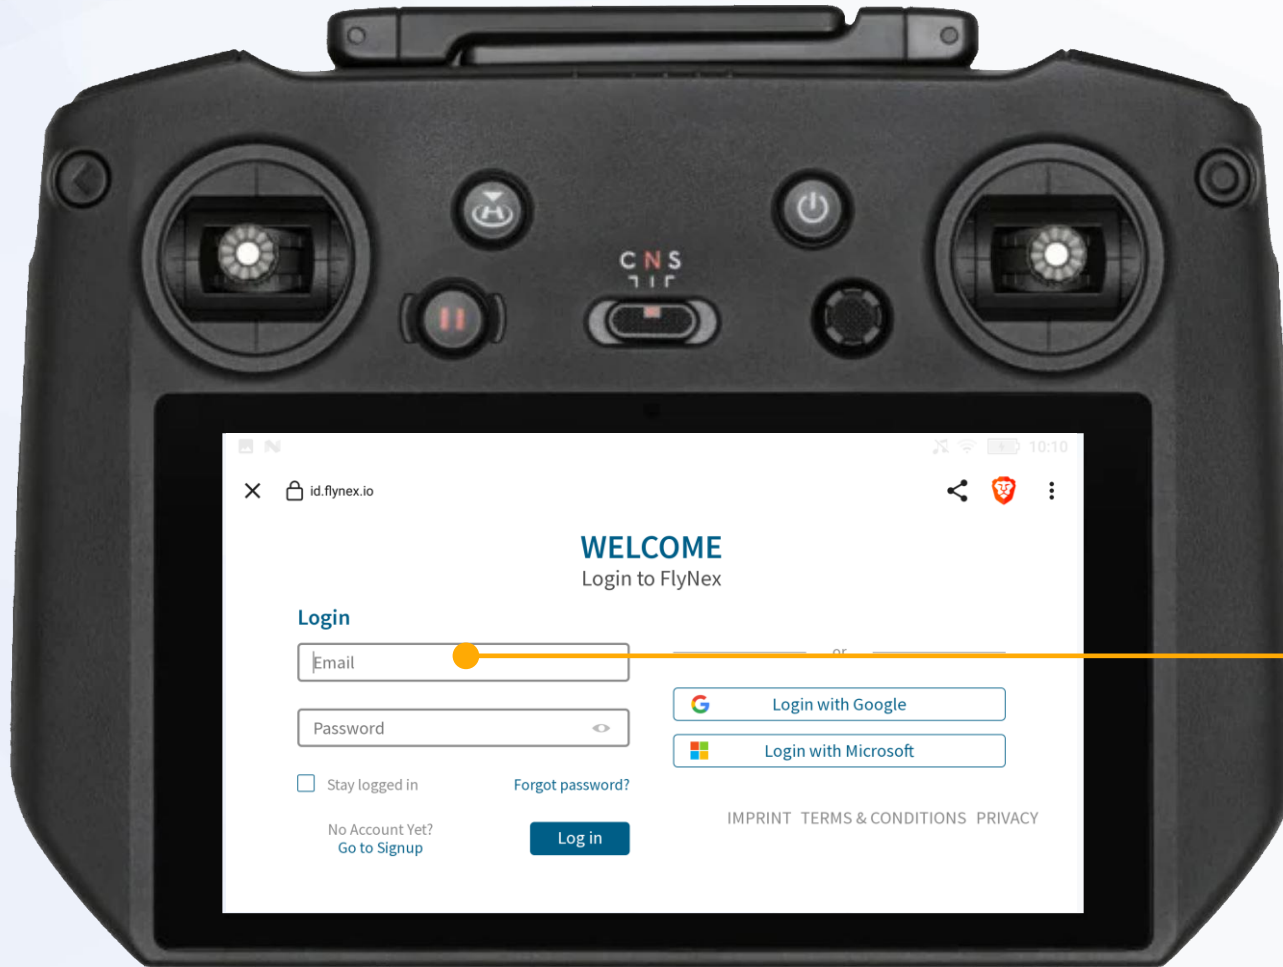 C N S
10:10
id.flynex.io
WELCOME
Login to FlyNex
Login
Email
Password
Stay logged in
Forgot password?
No Account Yet?
Go to Signup
Log in
or
Login with Google
Login with Microsoft
IMPRINT TERMS & CONDITIONS PRIVACY